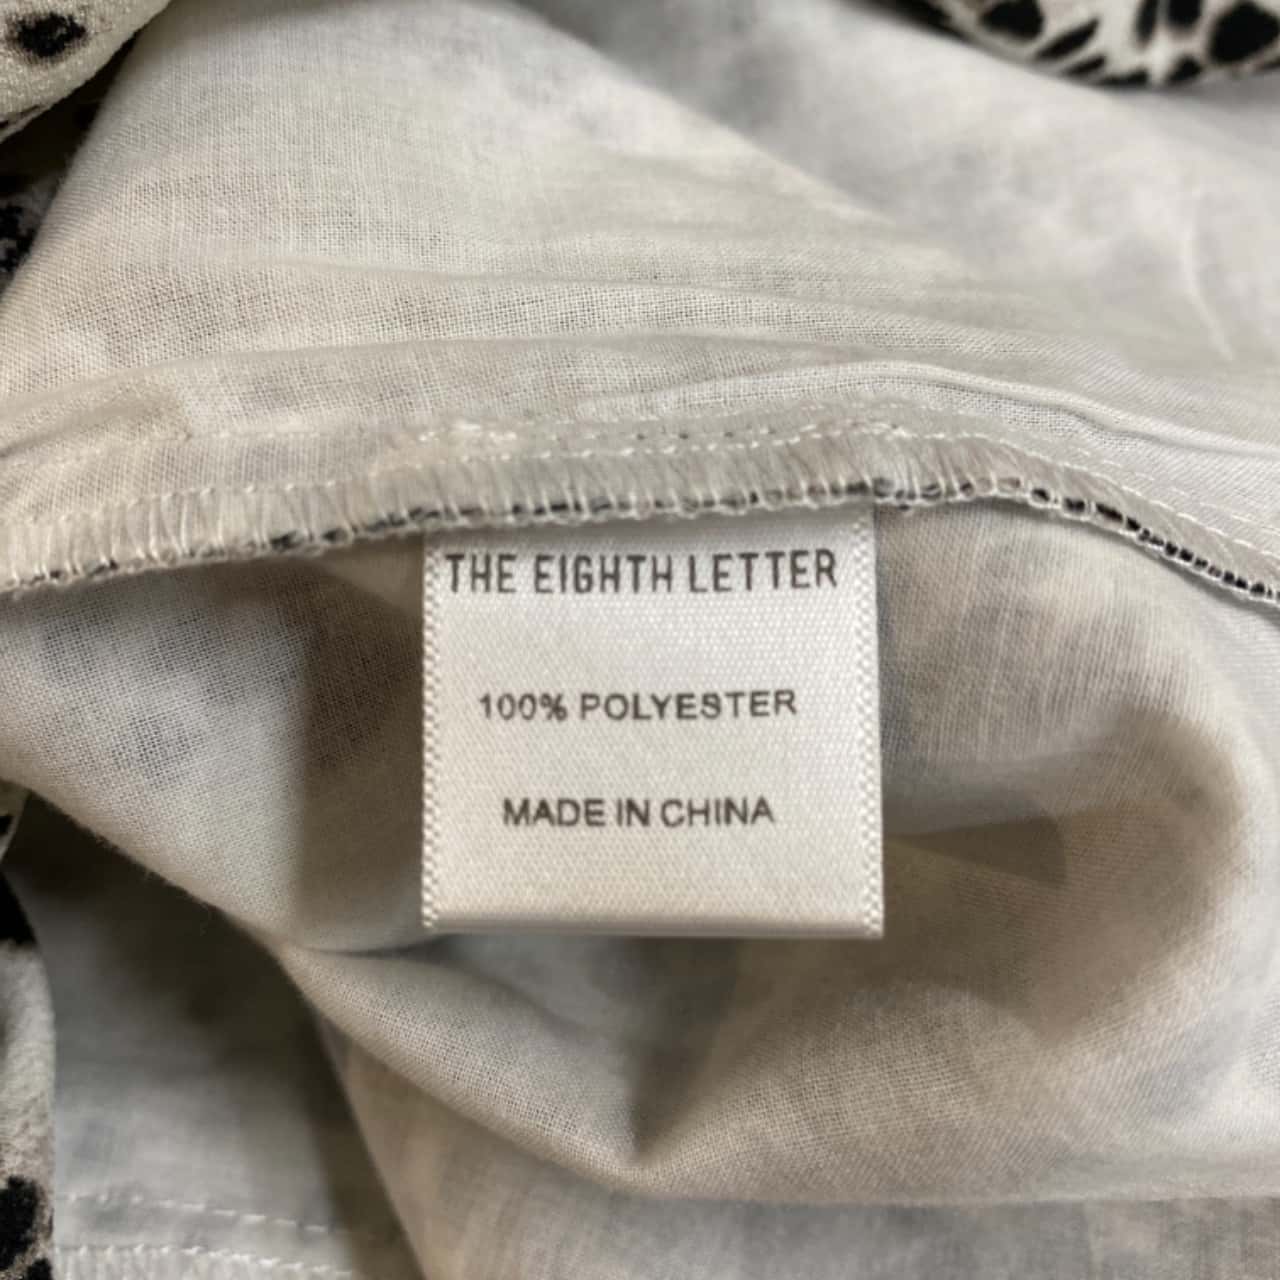 THE EIGHTH LETTER
100% POLYESTER
MADE IN CHINA